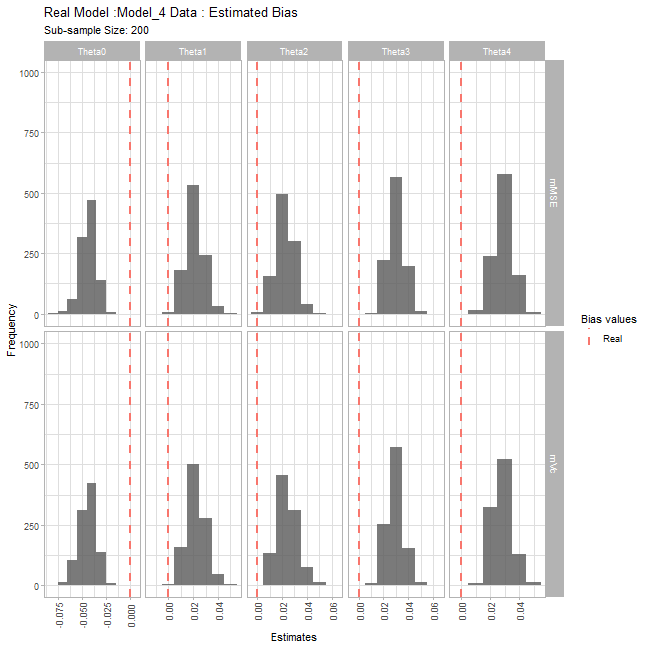 Real Model :Model_4 Data : Estimated Bias
Sub-sample Size: 200
Theta0 Theta1 Theta2 Theta3 Theta4
1000
750
500
250
0
mMSE
1000
750
500
250
0
mVc
Frequency
-0.075 -0.050 -0.025 0.000 0.00 0.02 0.04 0.00 0.02 0.04 0.06 0.00 0.02 0.04 0.06 0.00 0.02 0.04
Estimates
Bias values
Real